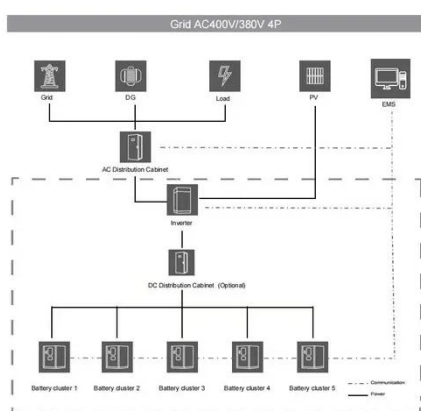 Grid AC400V/380V 4P
Grid
DG
Load
PV
EMS
AC Distribution Cabinet
Inverter
DC Distribution Cabinet (Optional)
Battery cluster 1
Battery cluster 2
Battery cluster 3
Battery cluster 4
Battery cluster 5
Communication
Power